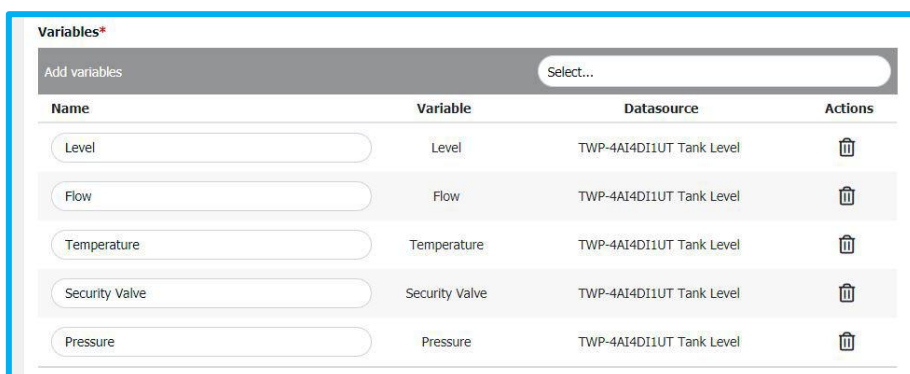 Variables*
Add variables Select...
Name Variable Datasource Actions
Level Level TWP-4AI4DI1UT Tank Level
Flow Flow TWP-4AI4DI1UT Tank Level
Temperature Temperature TWP-4AI4DI1UT Tank Level
Security Valve Security Valve TWP-4AI4DI1UT Tank Level
Pressure Pressure TWP-4AI4DI1UT Tank Level